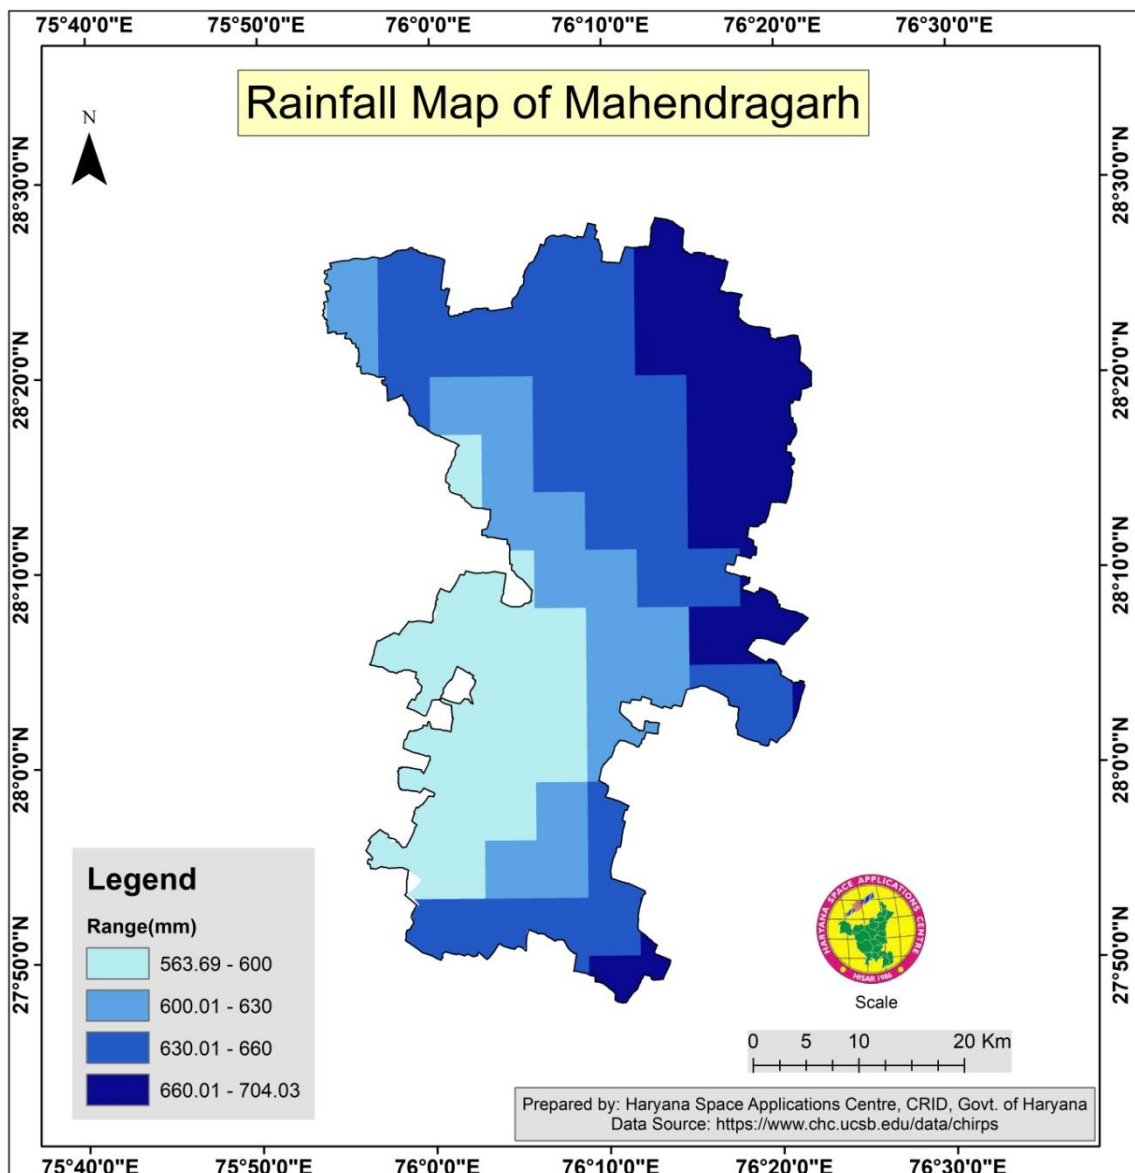 75°40'0"E 75°50'0"E 76°0'0"E 76°10'0"E 76°20'0"E 76°30'0"E
Rainfall Map of Mahendragarh
N
28°30'0"N
28°20'0"N
28°10'0"N
28°0'0"N
27°50'0"N
28°30'0"N
28°20'0"N
28°10'0"N
28°0'0"N
27°50'0"N
Legend
Range(mm)
563.69 - 600
600.01 - 630
630.01 - 660
660.01 - 704.03
HARYANA SPACE APPLICATIONS CENTRE
HISAR 1986
Scale
0 5 10 20 Km
Prepared by: Haryana Space Applications Centre, CRID, Govt. of Haryana
Data Source: https://www.chc.ucsb.edu/data/chirps
75°40'0"E 75°50'0"E 76°0'0"E 76°10'0"E 76°20'0"E 76°30'0"E